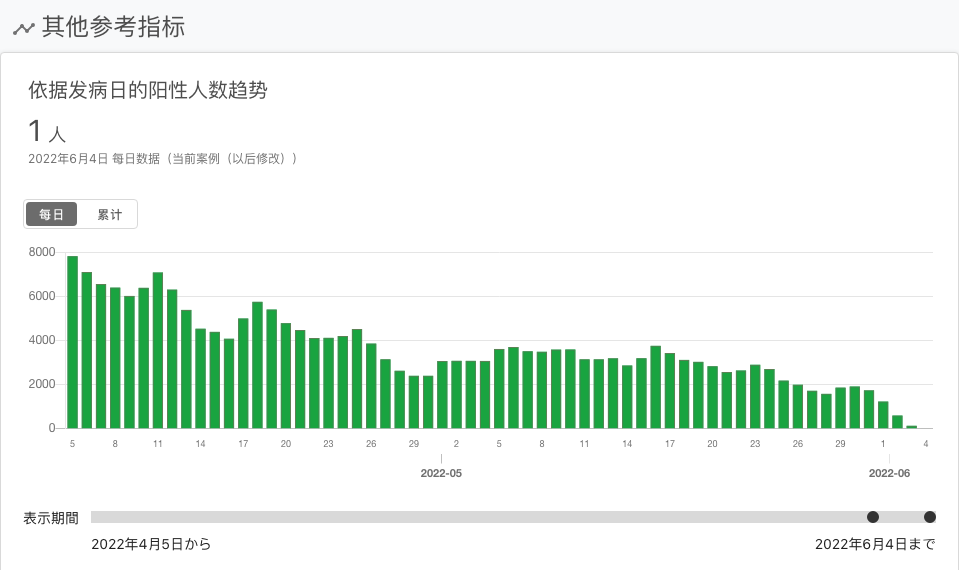 其他参考指标
依据发病日的阳性人数趋势
1 人
2022年6月4日 每日数据（当前案例（以后修改））
每日 累计
8000
6000
4000
2000
0
5 8 11 14 17 20 23 26 29 2 5 8 11 14 17 20 23 26 29 1 4
2022-05 2022-06
表示期間
2022年4月5日から 2022年6月4日まで